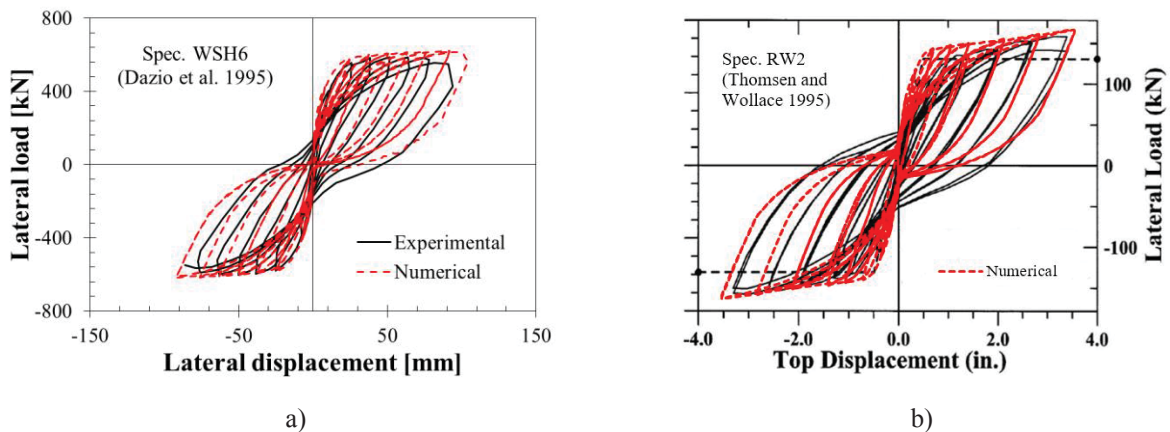 800
400
0
-400
-800
Lateral load [kN]
Spec. WSH6
(Dazio et al. 1995)
Experimental
Numerical
-150
-50
50
150
Lateral displacement [mm]
a)
Spec. RW2
(Thomsen and
Wollace 1995)
Numerical
100
0
-100
Lateral Load (kN)
-4.0
-2.0
0.0
2.0
4.0
Top Displacement (in.)
b)